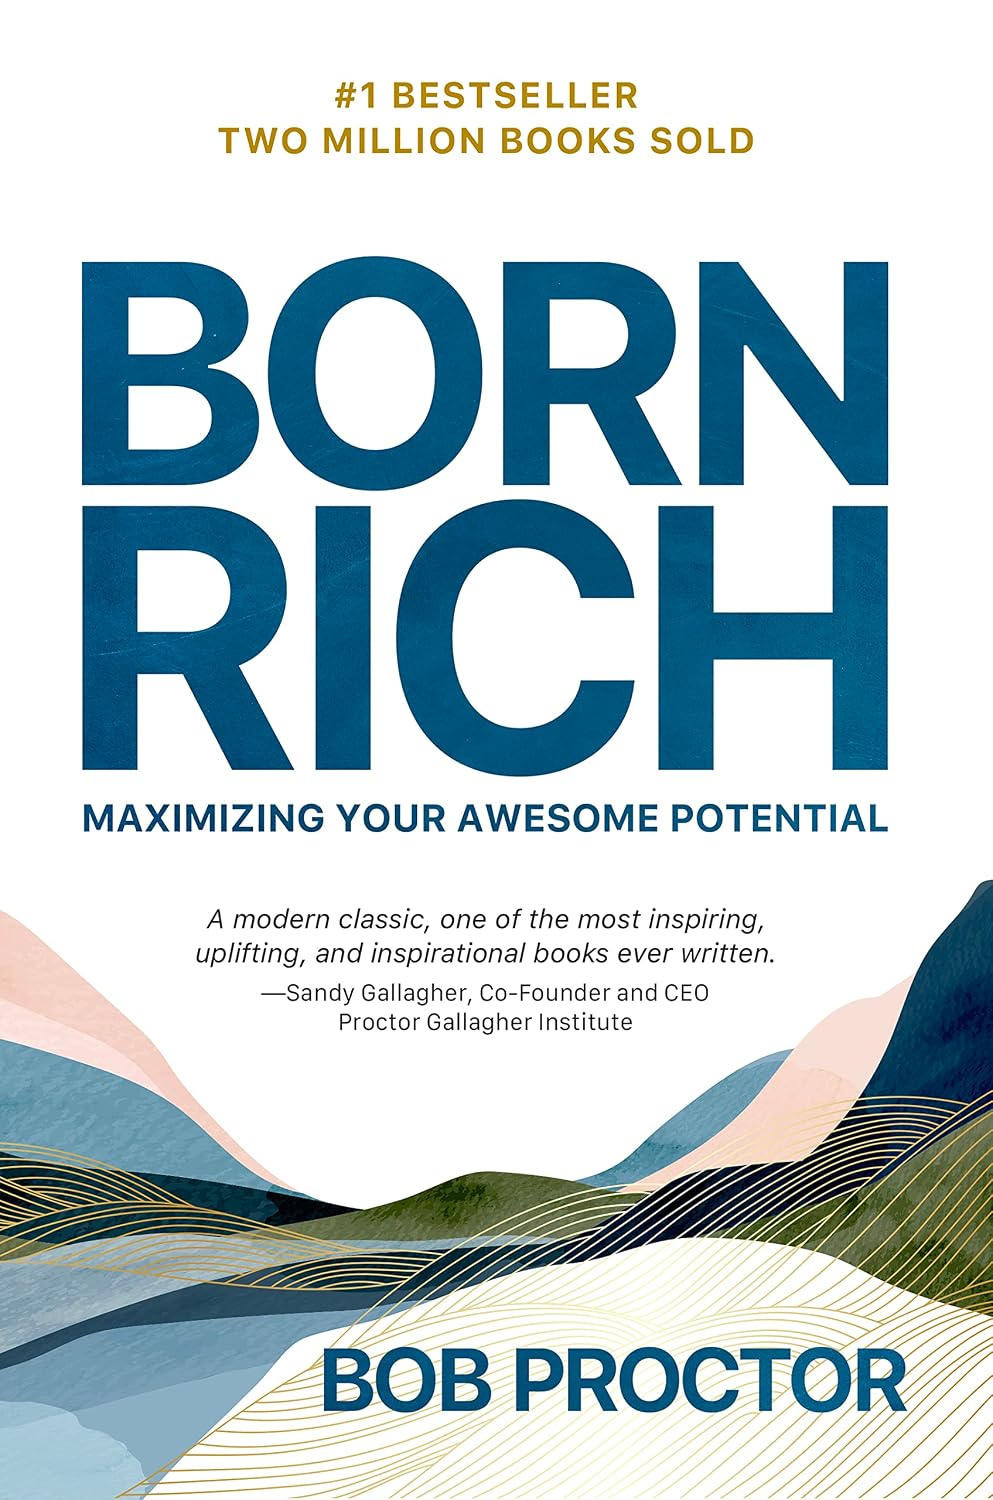 #1 BESTSELLER
TWO MILLION BOOKS SOLD
BORN
RICH
MAXIMIZING YOUR AWESOME POTENTIAL
A modern classic, one of the most inspiring,
uplifting, and inspirational books ever written.
—Sandy Gallagher, Co-Founder and CEO
Proctor Gallagher Institute
BOB PROCTOR